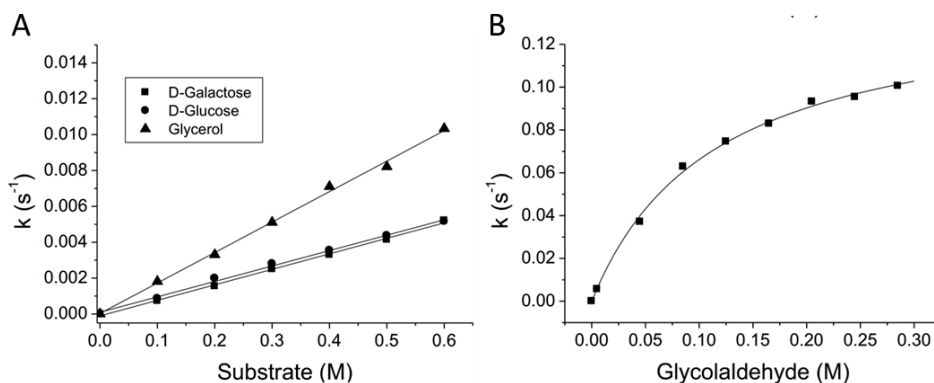 A
k (s⁻¹)
0.014
0.012
0.010
0.008
0.006
0.004
0.002
0.000
D-Galactose
D-Glucose
Glycerol
0.0 0.1 0.2 0.3 0.4 0.5 0.6
Substrate (M)
B
k (s⁻¹)
0.12
0.10
0.08
0.06
0.04
0.02
0.00
0.00 0.05 0.10 0.15 0.20 0.25 0.30
Glycolaldehyde (M)